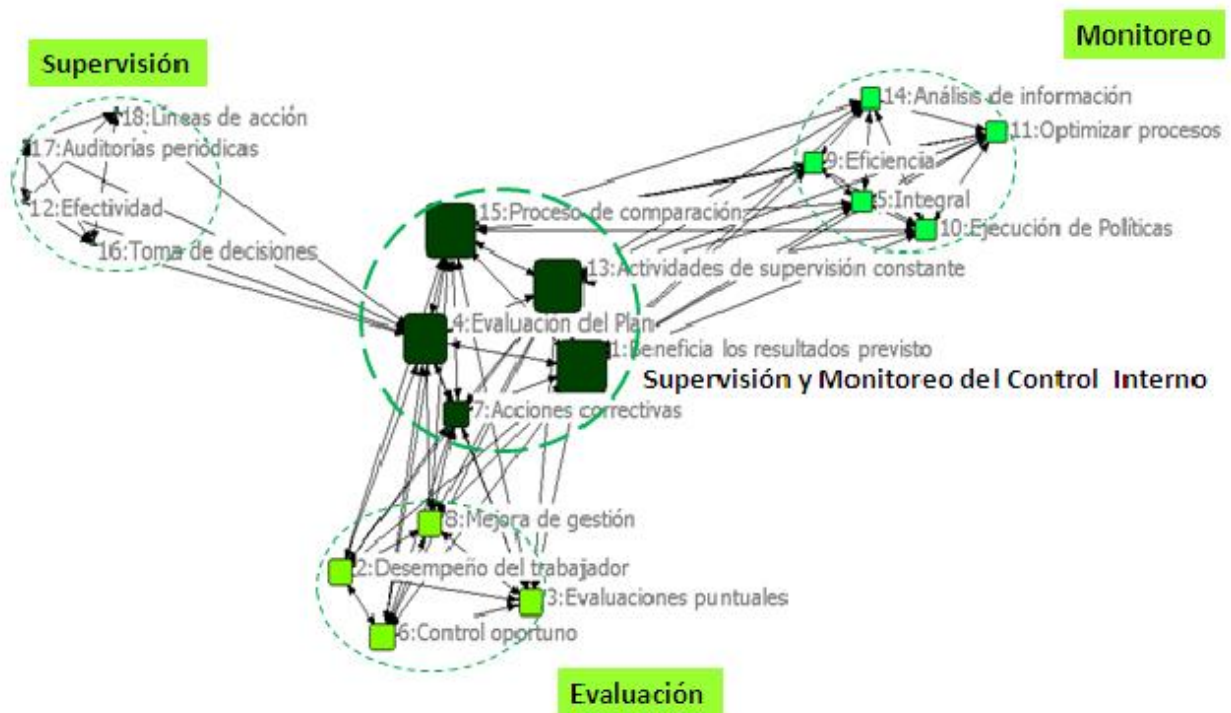 Monitoreo
Supervisión
14:Análisis de información
18:Líneas de acción
11:Optimizar procesos
17:Auditorías periódicas
9:Eficiencia
5:Integral
12:Efectividad
15:Proceso de comparación
10:Ejecución de Políticas
16:Toma de decisiones
13:Actividades de supervisión constante
4:Evaluación del Plan
1:Beneficia los resultados previsto
Supervisión y Monitoreo del Control Interno
7:Acciones correctivas
8:Mejora de gestión
2:Desempeño del trabajador
3:Evaluaciones puntuales
6:Control oportuno
Evaluación